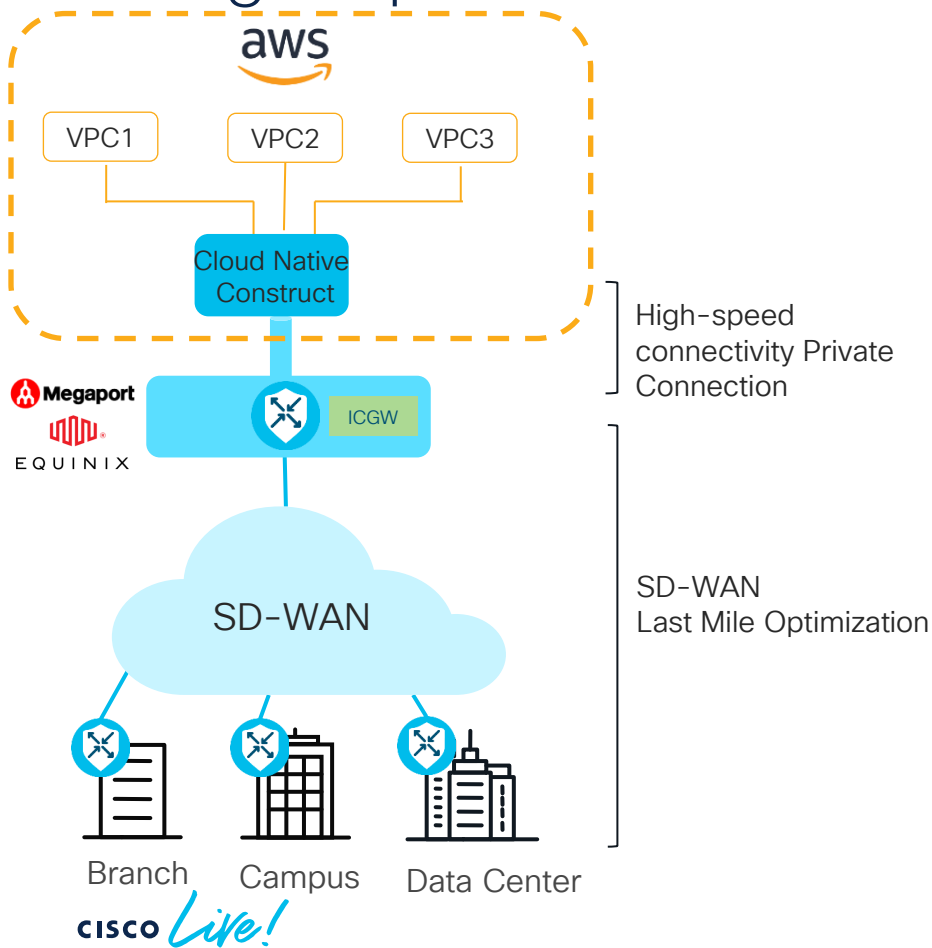 aws
VPC1
VPC2
VPC3
Cloud Native
Construct
High-speed
connectivity Private
Connection
Megaport
ICGW
EQUINIX
SD-WAN
SD-WAN
Last Mile Optimization
Branch
Campus
Data Center
CISCO Live!